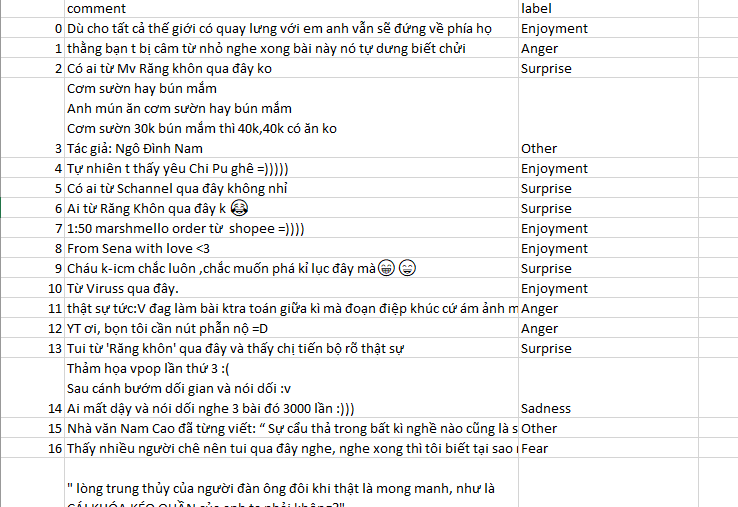 comment label
0 Dù cho tất cả thế giới có quay lưng với em anh vẫn sẽ đứng về phía họ Enjoyment
1 thằng bạn t bị câm từ nhỏ nghe xong bài này nó tự dưng biết chửi Anger
2 Có ai từ Mv Răng khôn qua đây ko Surprise
Cơm sườn hay bún mắm
Anh mún ăn cơm sườn hay bún mắm
Cơm sườn 30k bún mắm thì 40k,40k có ăn ko
3 Tác giả: Ngô Đình Nam Other
4 Tự nhiên t thấy yêu Chi Pu ghê =))))) Enjoyment
5 Có ai từ Schannel qua đây không nhỉ Surprise
6 Ai từ Răng Khôn qua đây k 😂 Surprise
7 1:50 marshmello order từ shopee =)))) Enjoyment
8 From Sena with love <3 Enjoyment
9 Cháu k-icm chắc luôn ,chắc muốn phá kỉ lục đây mà😁😄 Surprise
10 Từ Viruss qua đây. Enjoyment
11 thật sự tức:V đag làm bài ktra toán giữa kì mà đoạn điệp khúc cứ ám ảnh m Anger
12 YT ơi, bọn tôi cần nút phẫn nộ =D Anger
13 Tui từ 'Răng khôn' qua đây và thấy chị tiến bộ rõ thật sự Surprise
Thảm họa vpop lần thứ 3 :(
Sau cánh bướm dối gian và nói dối :v
14 Ai mất dậy và nói dối nghe 3 bài đó 3000 lần :))) Sadness
15 Nhà văn Nam Cao đã từng viết: “ Sự cẩu thả trong bất kì nghề nào cũng là s Other
16 Thấy nhiều người chê nên tui qua đây nghe, nghe xong thì tôi biết tại sao Fear
" lòng trung thủy của người đàn ông đôi khi thật là mong manh, như là